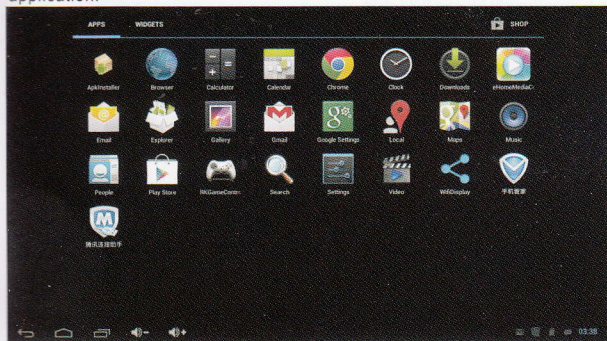 application.
APPS WIDGETS SHOP
ApkInstaller Browser Calculator Calendar Chrome Clock Downloads eHomeMediaC
Email Explorer Gallery Gmail Google Settings Local Maps Music
People Play Store RKGameContro Search Settings Video WifiDisplay 手机管家
腾讯连接助手
03:38